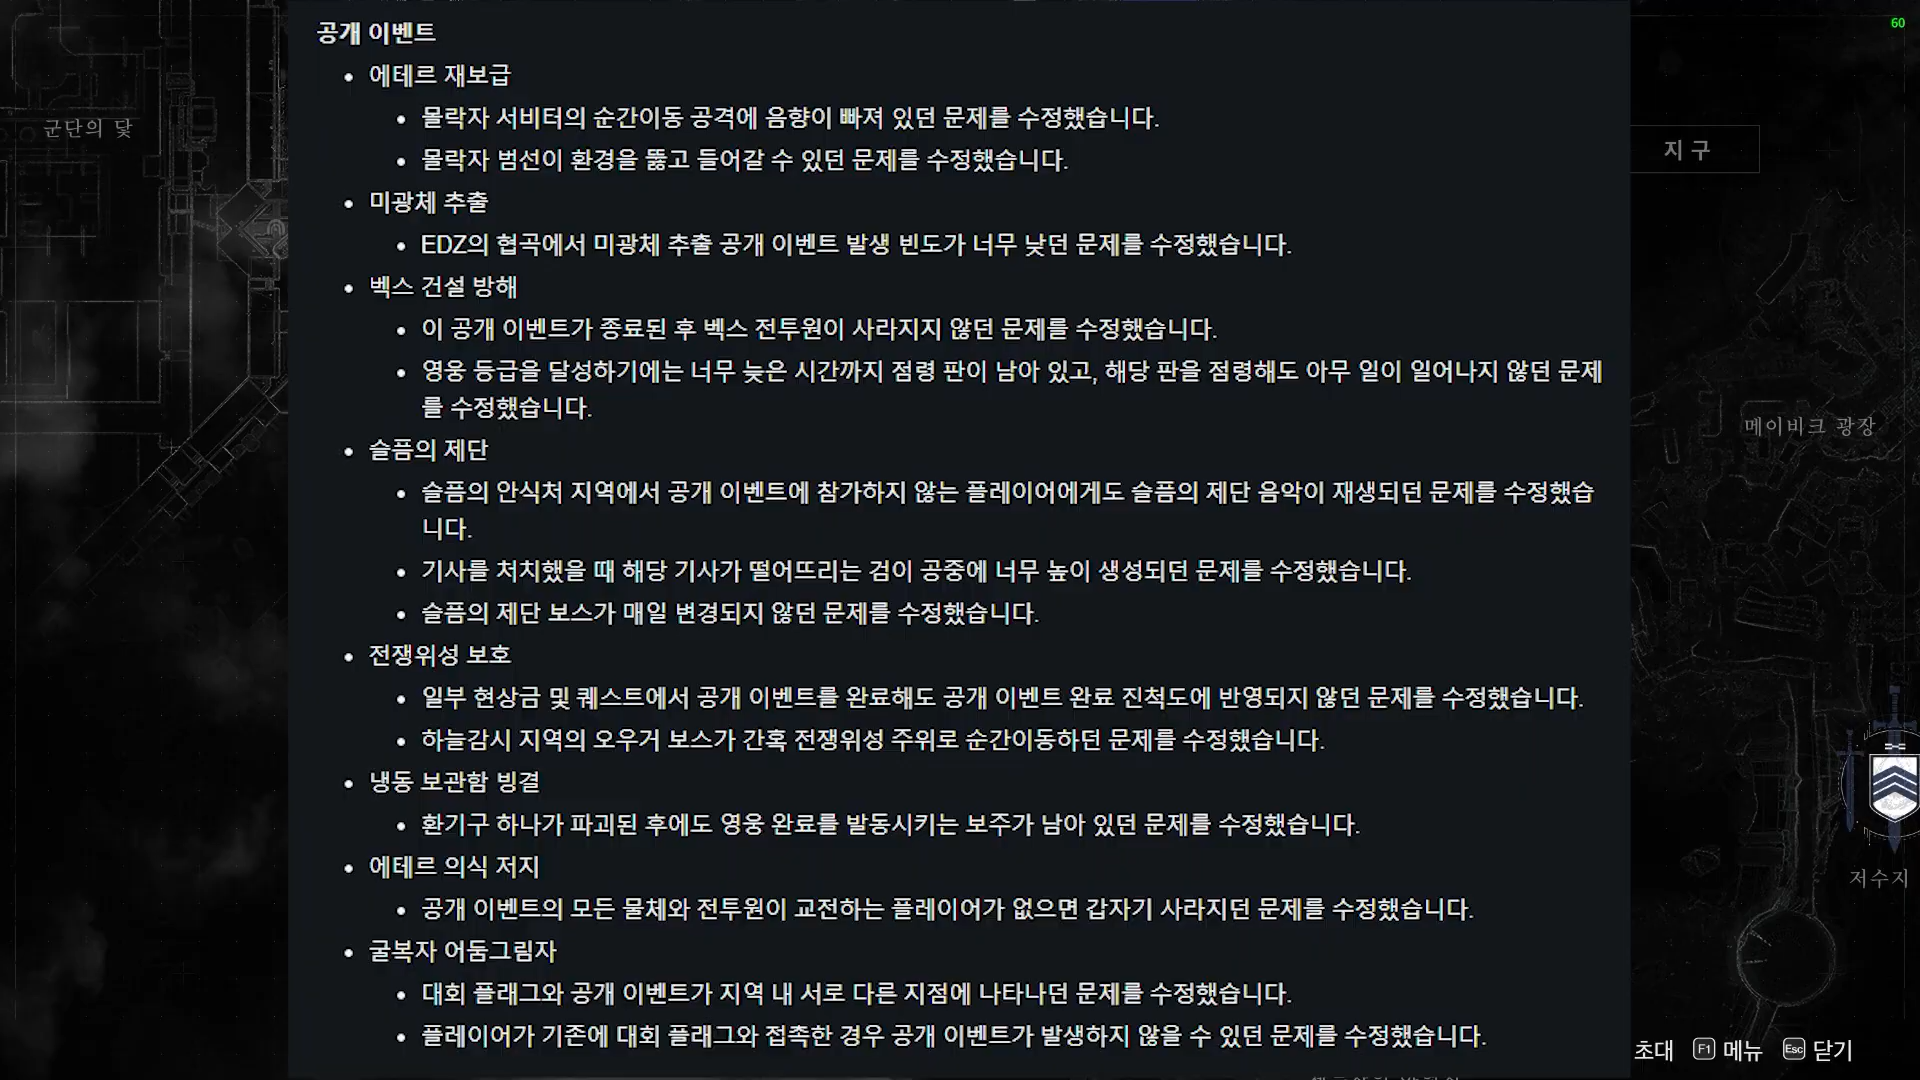 공개 이벤트
60
에테르 재보급
몰락자 서비터의 순간이동 공격에 음향이 빠져 있던 문제를 수정했습니다.
군단의 닻
지구
몰락자 범선이 환경을 뚫고 들어갈 수 있던 문제를 수정했습니다.
미광체 추출
EDZ의 협곡에서 미광체 추출 공개 이벤트 발생 빈도가 너무 낮던 문제를 수정했습니다.
벡스 건설 방해
이 공개 이벤트가 종료된 후 벡스 전투원이 사라지지 않던 문제를 수정했습니다.
영웅 등급을 달성하기에는 너무 늦은 시간까지 점령 판이 남아 있고, 해당 판을 점령해도 아무 일이 일어나지 않던 문제
를 수정했습니다.
메이비크 광장
슬픔의 제단
슬픔의 안식처 지역에서 공개 이벤트에 참가하지 않는 플레이어에게도 슬픔의 제단 음악이 재생되던 문제를 수정했습
니다.
기사를 처치했을 때 해당 기사가 떨어뜨리는 검이 공중에 너무 높이 생성되던 문제를 수정했습니다.
슬픔의 제단 보스가 매일 변경되지 않던 문제를 수정했습니다.
전쟁위성 보호
일부 현상금 및 퀘스트에서 공개 이벤트를 완료해도 공개 이벤트 완료 진척도에 반영되지 않던 문제를 수정했습니다.
하늘감시 지역의 오우거 보스가 간혹 전쟁위성 주위로 순간이동하던 문제를 수정했습니다.
냉동 보관함 빙결
환기구 하나가 파괴된 후에도 영웅 완료를 발동시키는 보주가 남아 있던 문제를 수정했습니다.
에테르 의식 저지
저수지
공개 이벤트의 모든 물체와 전투원이 교전하는 플레이어가 없으면 갑자기 사라지던 문제를 수정했습니다.
굴복자 어둠그림자
대회 플래그와 공개 이벤트가 지역 내 서로 다른 지점에 나타나던 문제를 수정했습니다.
플레이어가 기존에 대회 플래그와 접촉한 경우 공개 이벤트가 발생하지 않을 수 있던 문제를 수정했습니다.
초대 F1 메뉴 Esc 닫기